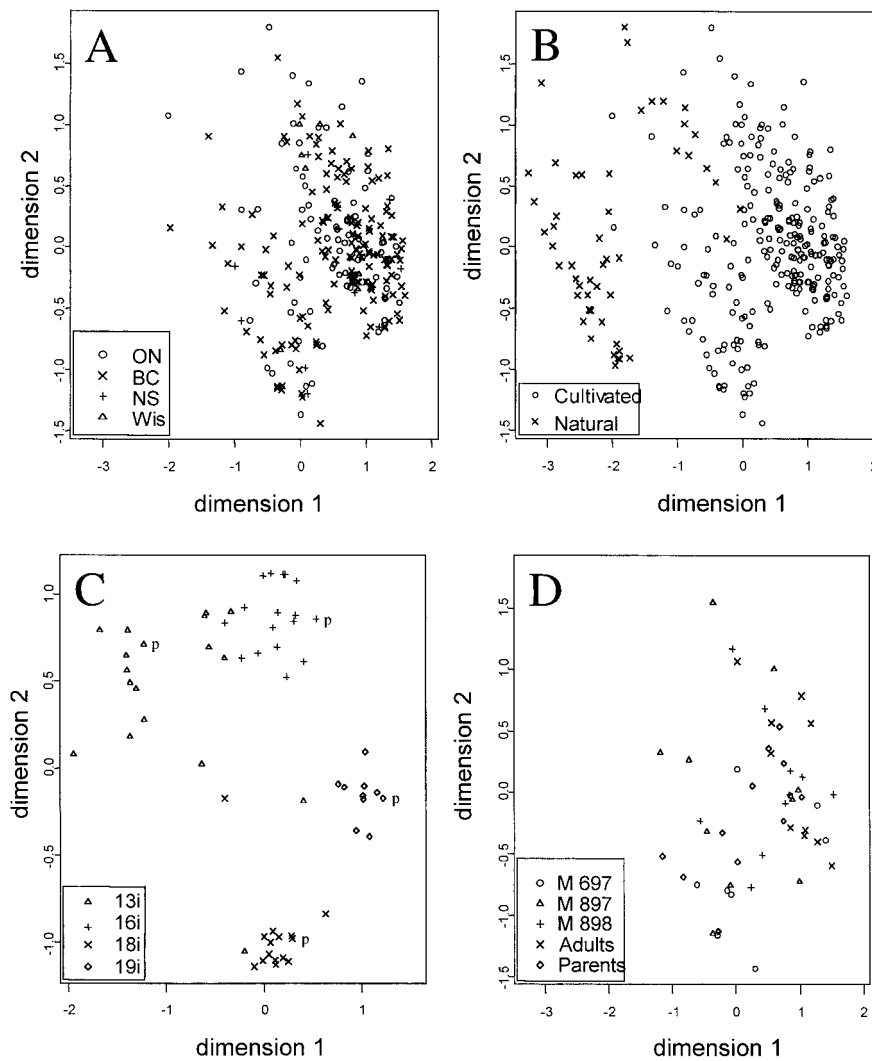 A
dimension 2
1.5
1.0
0.5
0.0
-0.5
-1.0
-1.5
ON
BC
NS
Wis
-3 -2 -1 0 1 2
dimension 1
B
dimension 2
1.5
1.0
0.5
0.0
-0.5
-1.0
-1.5
Cultivated
Natural
-3 -2 -1 0 1 2
dimension 1
C
dimension 2
1.0
0.5
0.0
-0.5
-1.0
p
p
p
p
13i
16i
18i
19i
-2 -1 0 1
dimension 1
D
dimension 2
1.5
1.0
0.5
0.0
-0.5
-1.0
-1.5
M 697
M 897
M 898
Adults
Parents
-3 -2 -1 0 1 2
dimension 1